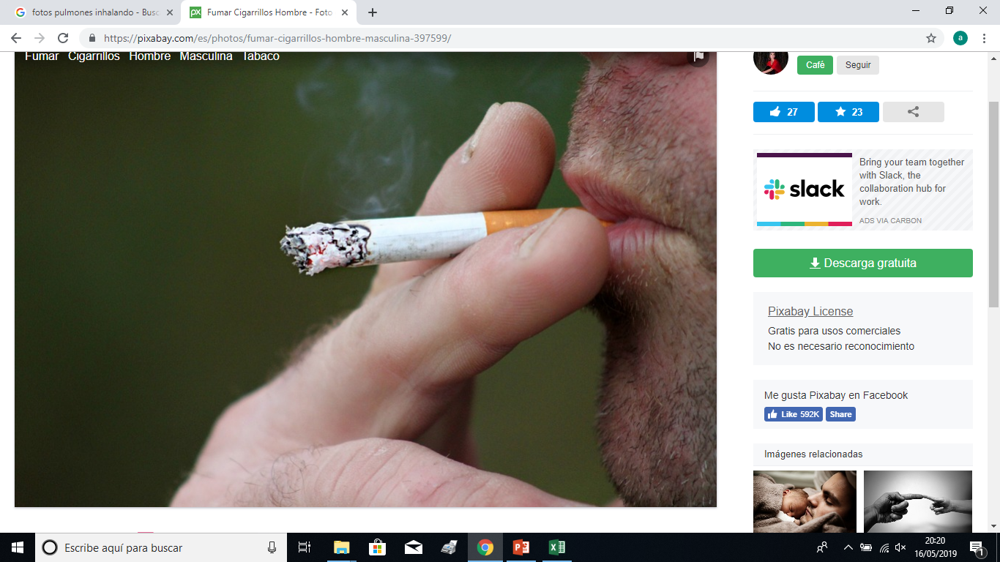 fotos pulmones inhalando - Busc
Fumar Cigarrillos Hombre - Foto
https://pixabay.com/es/photos/fumar-cigarrillos-hombre-masculina-397599/
a
Fumar Cigarrillos Hombre Masculina Tabaco
Café
Seguir
27
23
slack
Bring your team together
with Slack, the
collaboration hub for
work.
ADS VIA CARBON
Descarga gratuita
Pixabay License
Gratis para usos comerciales
No es necesario reconocimiento
Me gusta Pixabay en Facebook
Like 592K
Share
Imágenes relacionadas
Escribe aquí para buscar
20:20
16/05/2019
1